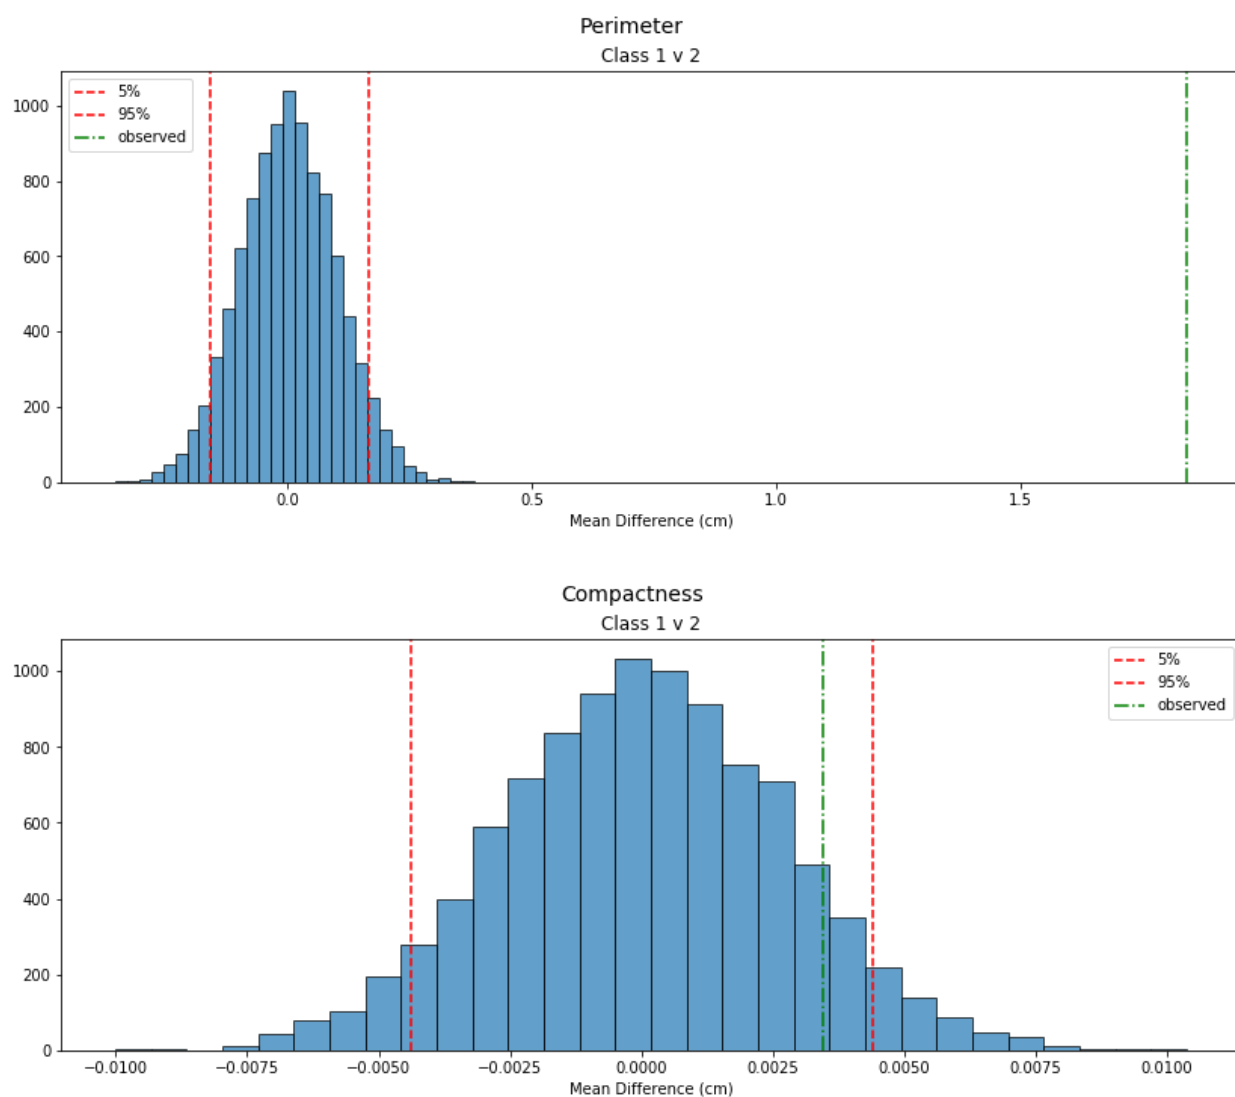 Perimeter
Class 1 v 2
5%
95%
observed
1000
800
600
400
200
0
0.0 0.5 1.0 1.5
Mean Difference (cm)
Compactness
Class 1 v 2
5%
95%
observed
1000
800
600
400
200
0
−0.0100 −0.0075 −0.0050 −0.0025 0.0000 0.0025 0.0050 0.0075 0.0100
Mean Difference (cm)